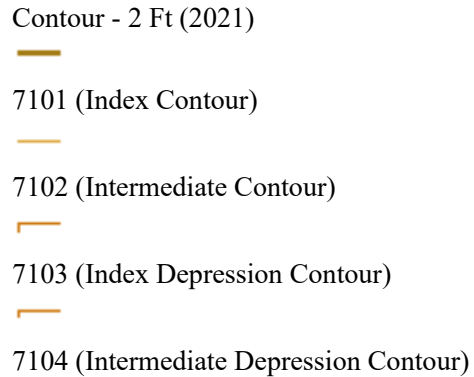 Contour - 2 Ft (2021)
7101 (Index Contour)
7102 (Intermediate Contour)
7103 (Index Depression Contour)
7104 (Intermediate Depression Contour)